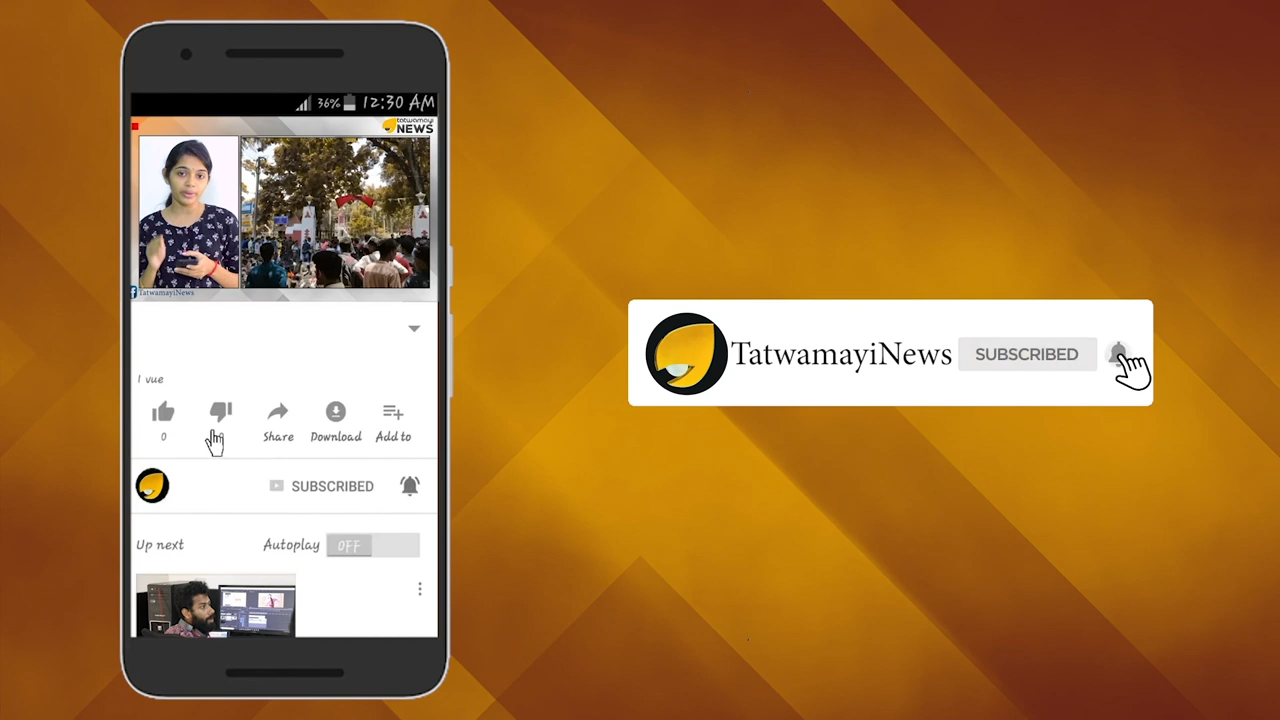 36% 12:30 AM
tatwamayi
NEWS
TatwamayiNews
1 vue
0
Share
Download
Add to
SUBSCRIBED
Up next
Autoplay
OFF
TatwamayiNews
SUBSCRIBED